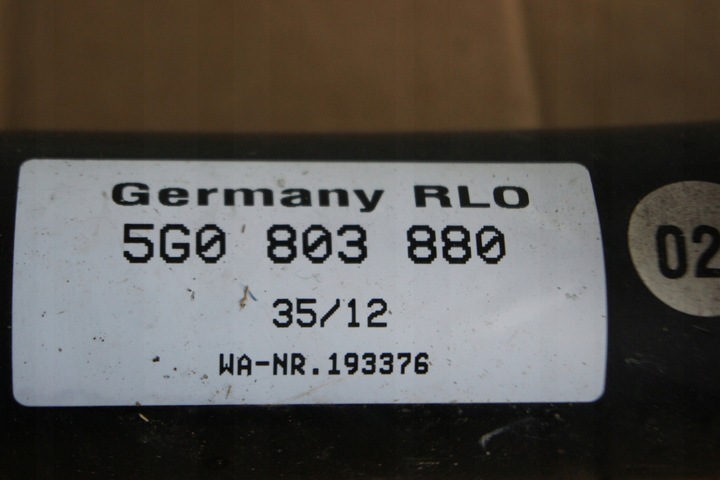 Germany RLO
5G0 803 880
35/12
WA-NR.193376
02